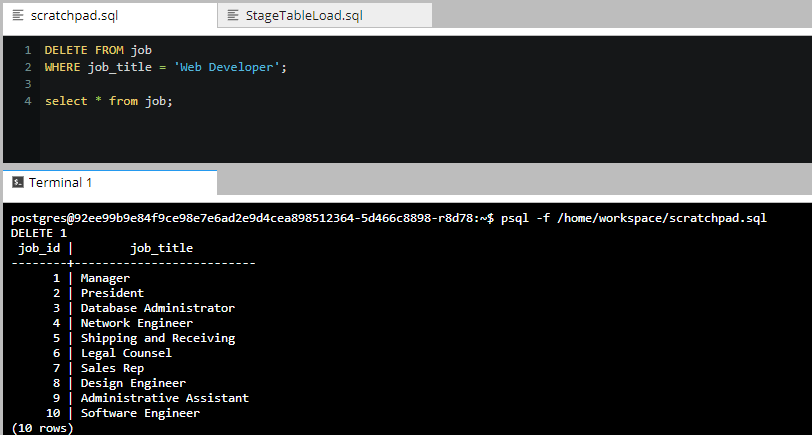 scratchpad.sql StageTableLoad.sql
1 DELETE FROM job
2 WHERE job_title = 'Web Developer';
3
4 select * from job;
Terminal 1
postgres@92ee99b9e84f9ce98e7e6ad2e9d4cea898512364-5d466c8898-r8d78:~$ psql -f /home/workspace/scratchpad.sql
DELETE 1
 job_id |        job_title
--------+-------------------------
      1 | Manager
      2 | President
      3 | Database Administrator
      4 | Network Engineer
      5 | Shipping and Receiving
      6 | Legal Counsel
      7 | Sales Rep
      8 | Design Engineer
      9 | Administrative Assistant
     10 | Software Engineer
(10 rows)